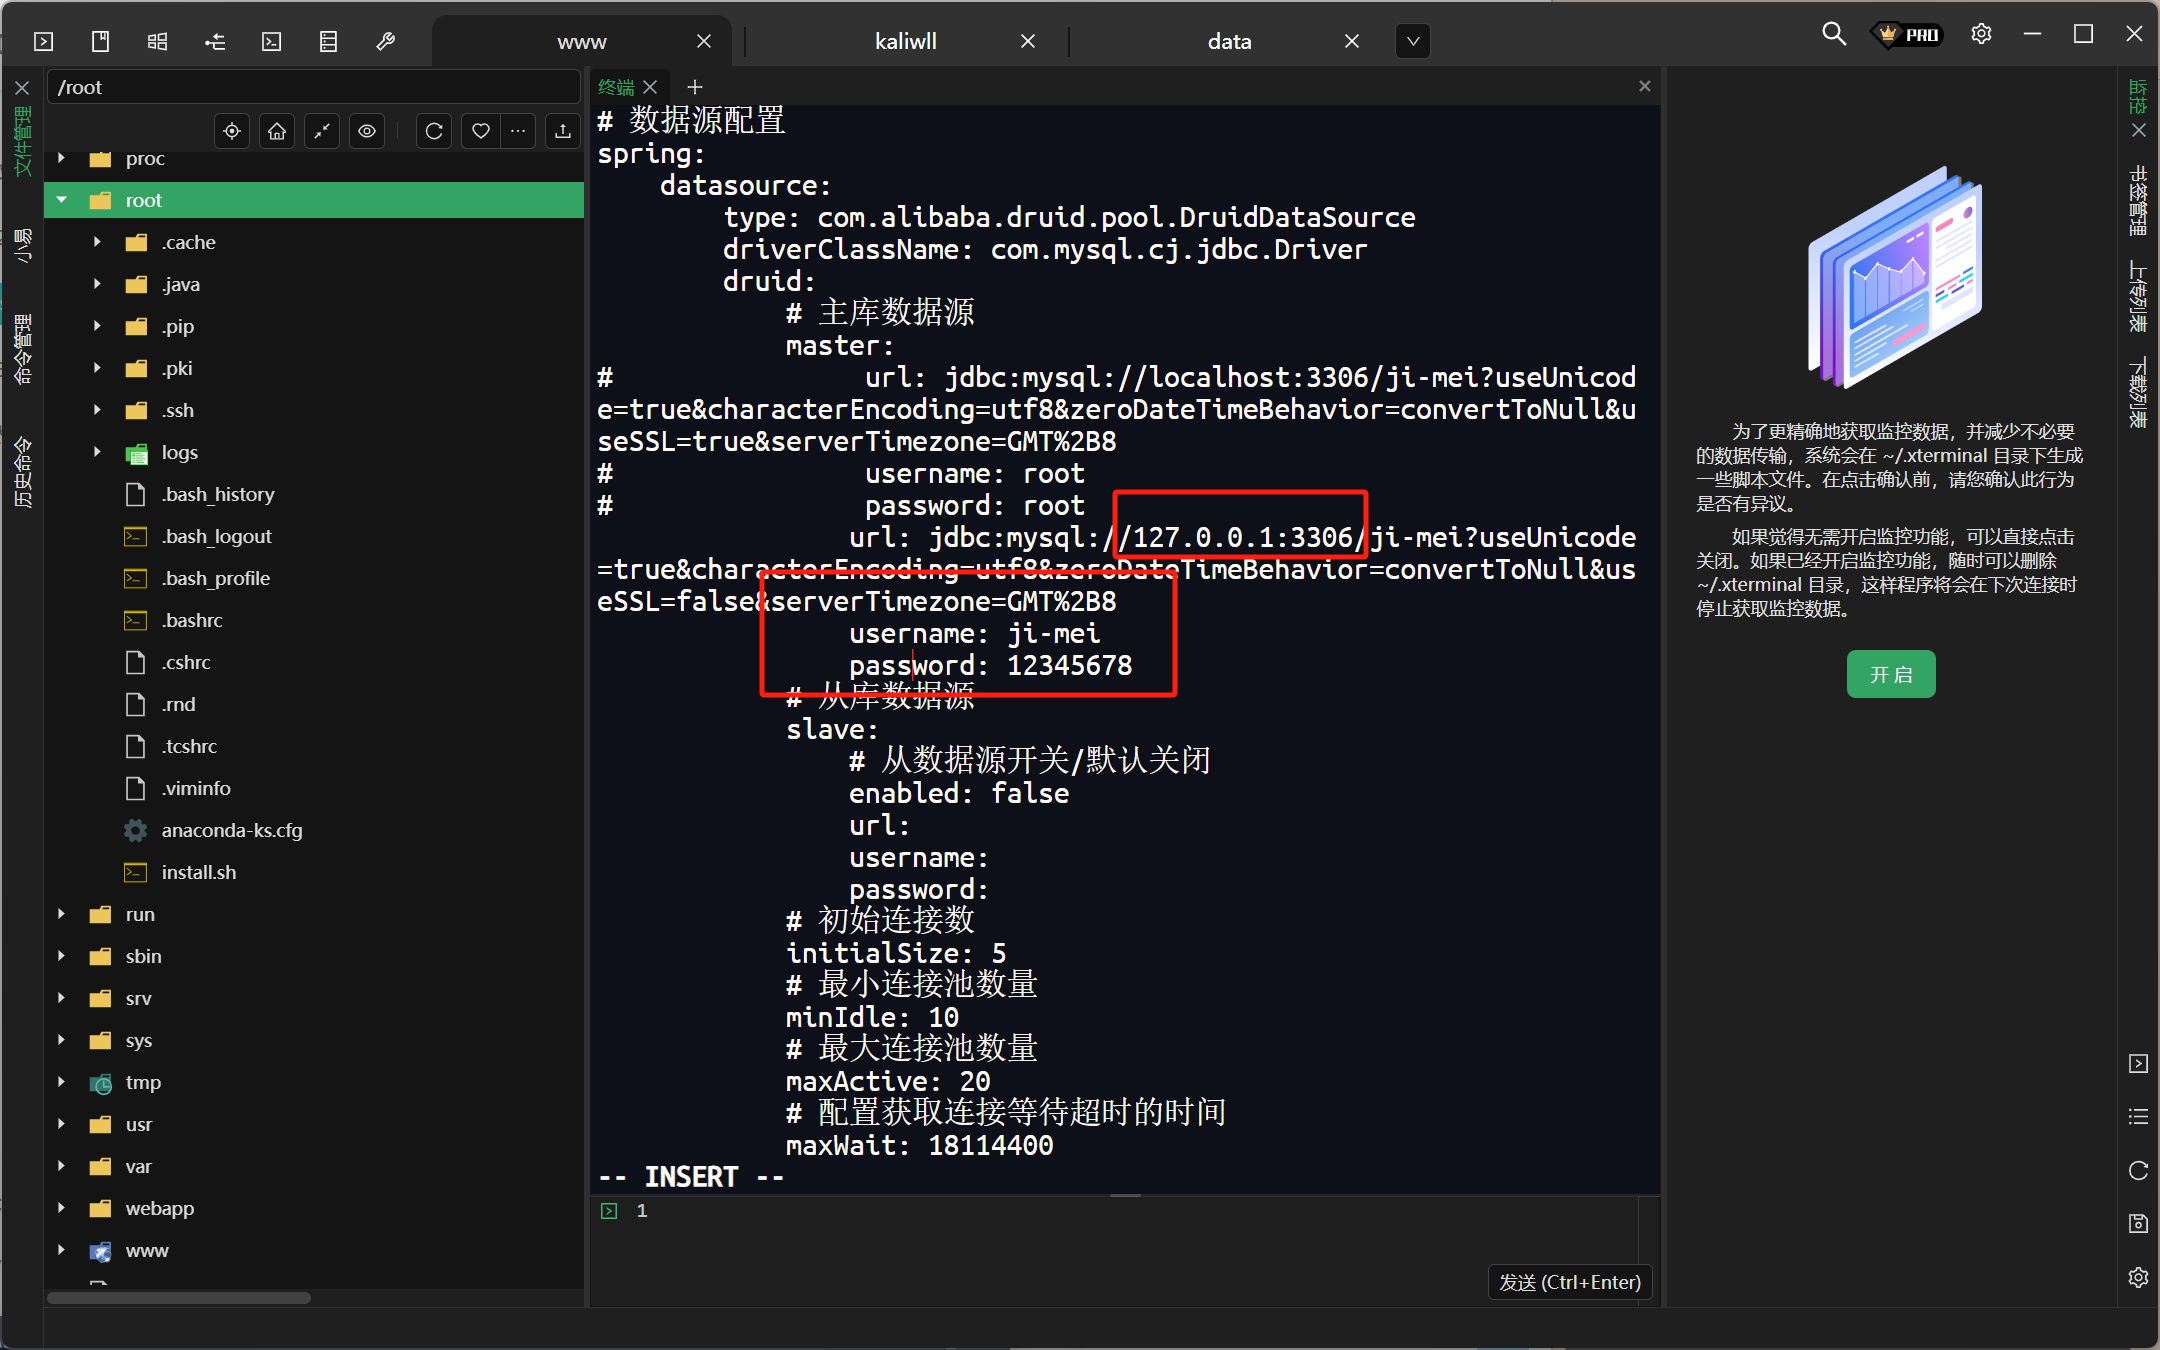 www
kaliwll
data
PRO
文件管理
小易
命令管理
历史命令
/root
proc
root
.cache
.java
.pip
.pki
.ssh
logs
.bash_history
.bash_logout
.bash_profile
.bashrc
.cshrc
.rnd
.tcshrc
.viminfo
anaconda-ks.cfg
install.sh
run
sbin
srv
sys
tmp
usr
var
webapp
www
终端
# 数据源配置
spring:
datasource:
type: com.alibaba.druid.pool.DruidDataSource
driverClassName: com.mysql.cj.jdbc.Driver
druid:
# 主库数据源
master:
# url: jdbc:mysql://localhost:3306/ji-mei?useUnicod
e=true&characterEncoding=utf8&zeroDateTimeBehavior=convertToNull&u
seSSL=true&serverTimezone=GMT%2B8
# username: root
# password: root
url: jdbc:mysql://127.0.0.1:3306/ji-mei?useUnicode
=true&characterEncoding=utf8&zeroDateTimeBehavior=convertToNull&us
eSSL=false&serverTimezone=GMT%2B8
username: ji-mei
password: 12345678
# 从库数据源
slave:
# 从数据源开关/默认关闭
enabled: false
url:
username:
password:
# 初始连接数
initialSize: 5
# 最小连接池数量
minIdle: 10
# 最大连接池数量
maxActive: 20
# 配置获取连接等待超时的时间
maxWait: 18114400
-- INSERT --
1
发送 (Ctrl+Enter)
为了更精确地获取监控数据，并减少不必要
的数据传输，系统会在 ~/.xterminal 目录下生成
一些脚本文件。在点击确认前，请您确认此行为
是否有异议。
如果觉得无需开启监控功能，可以直接点击
关闭。如果已经开启监控功能，随时可以删除
~/.xterminal 目录，这样程序将会在下次连接时
停止获取监控数据。
开 启
监控
书签管理
上传列表
下载列表